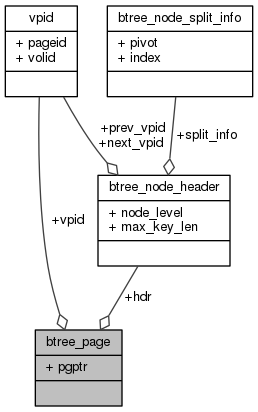 vpid
+ pageid
+ volid
btree_node_split_info
+ pivot
+ index
+prev_vpid
+next_vpid
+split_info
btree_node_header
+ node_level
+ max_key_len
+vpid
+hdr
btree_page
+ pgptr